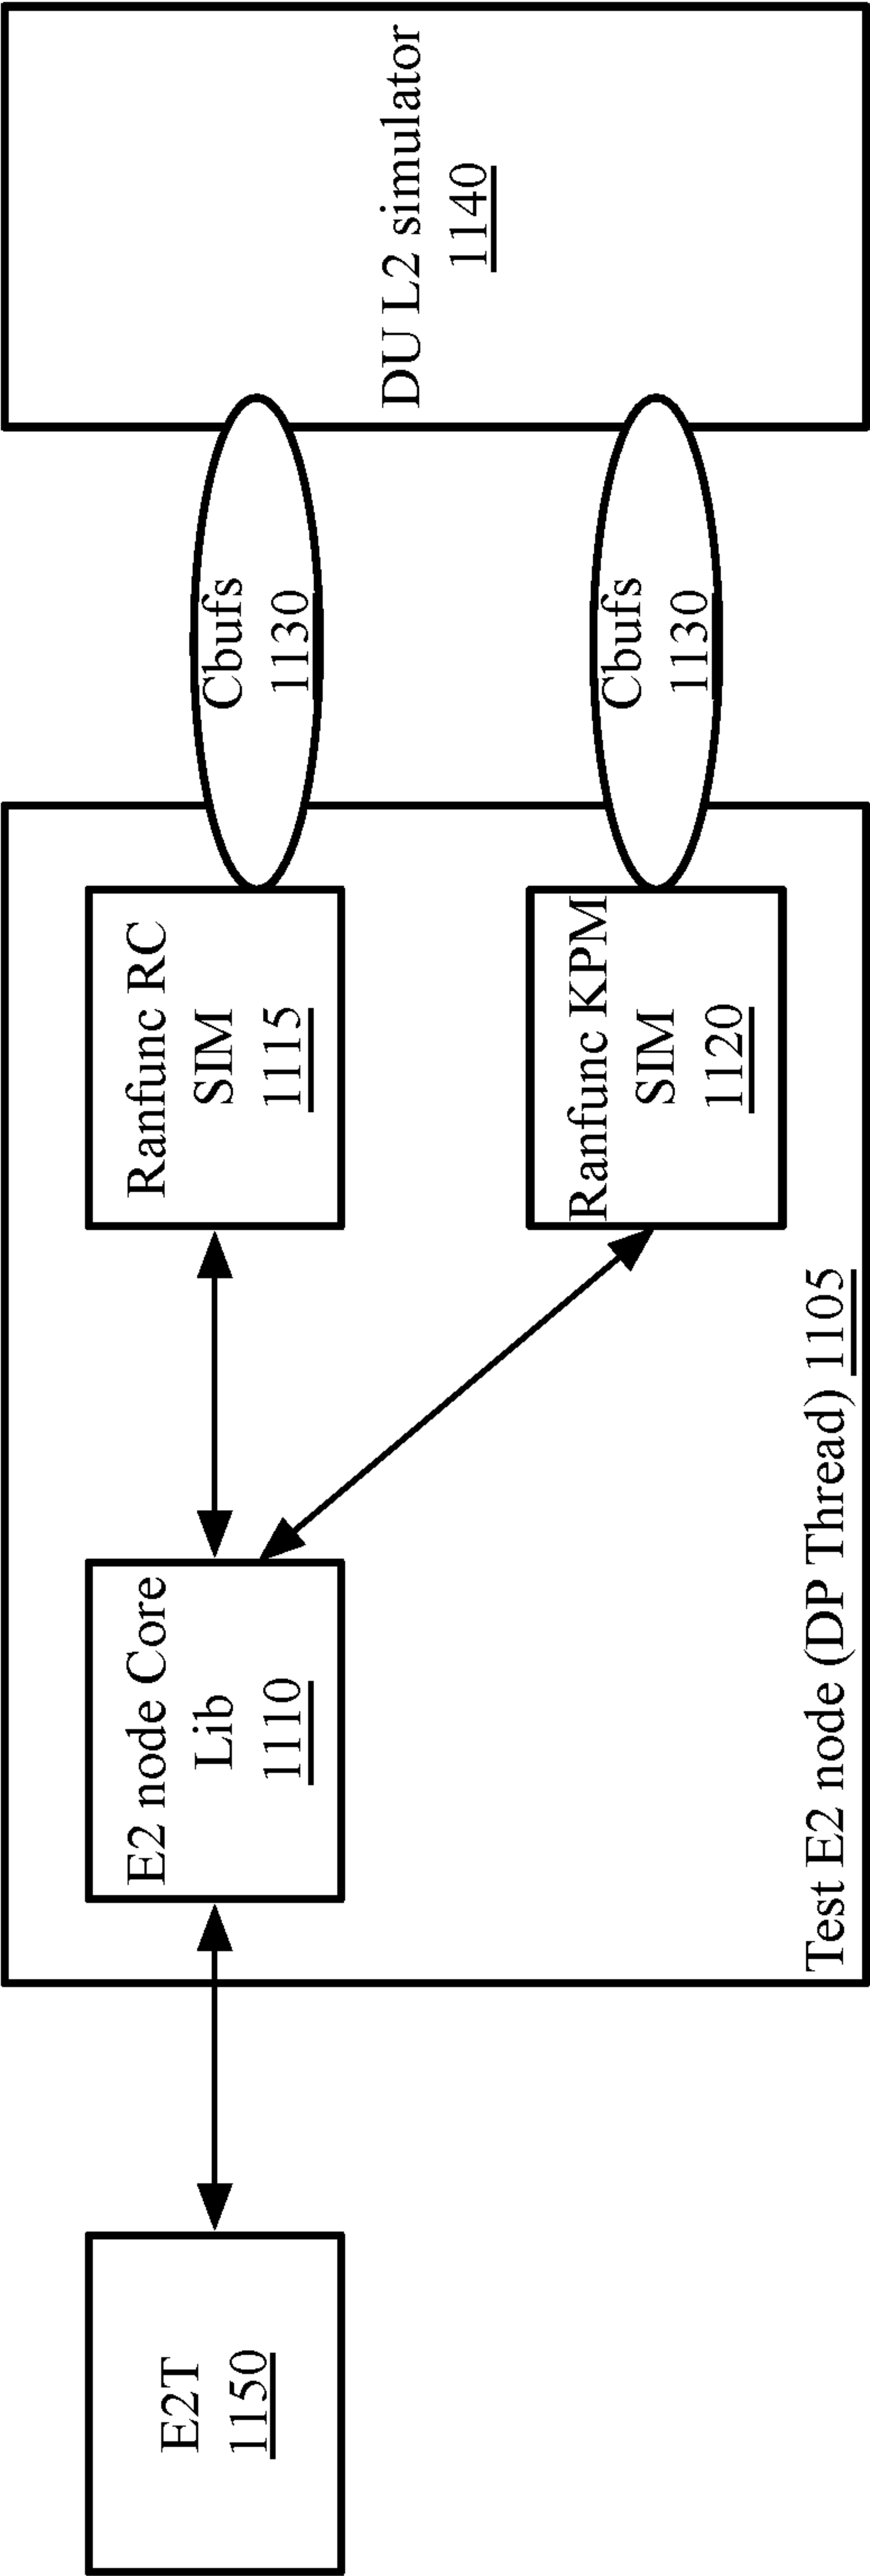 E2T
1150
E2 node Core
Lib
1110
Ranfunc RC
SIM
1115
Ranfunc KPM
SIM
1120
Test E2 node (DP Thread) 1105
Cbufs
1130
Cbufs
1130
DU L2 simulator
1140